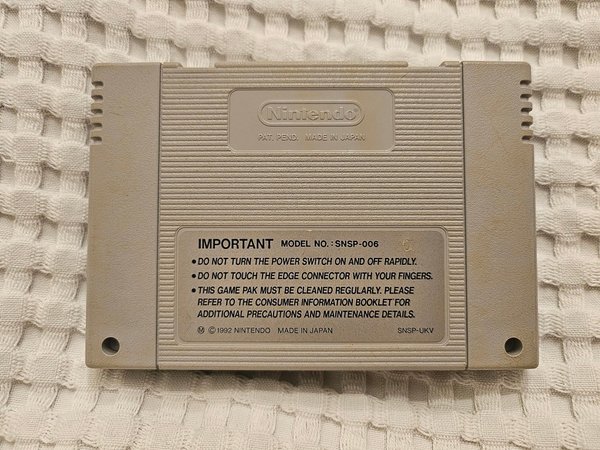 Nintendo
PAT. PEND. MADE IN JAPAN
IMPORTANT MODEL NO.: SNSP-006
• DO NOT TURN THE POWER SWITCH ON AND OFF RAPIDLY.
• DO NOT TOUCH THE EDGE CONNECTOR WITH YOUR FINGERS.
• THIS GAME PAK MUST BE CLEANED REGULARLY. PLEASE
REFER TO THE CONSUMER INFORMATION BOOKLET FOR
ADDITIONAL PRECAUTIONS AND MAINTENANCE DETAILS.
Ⓜ © 1992 NINTENDO MADE IN JAPAN SNSP-UKV